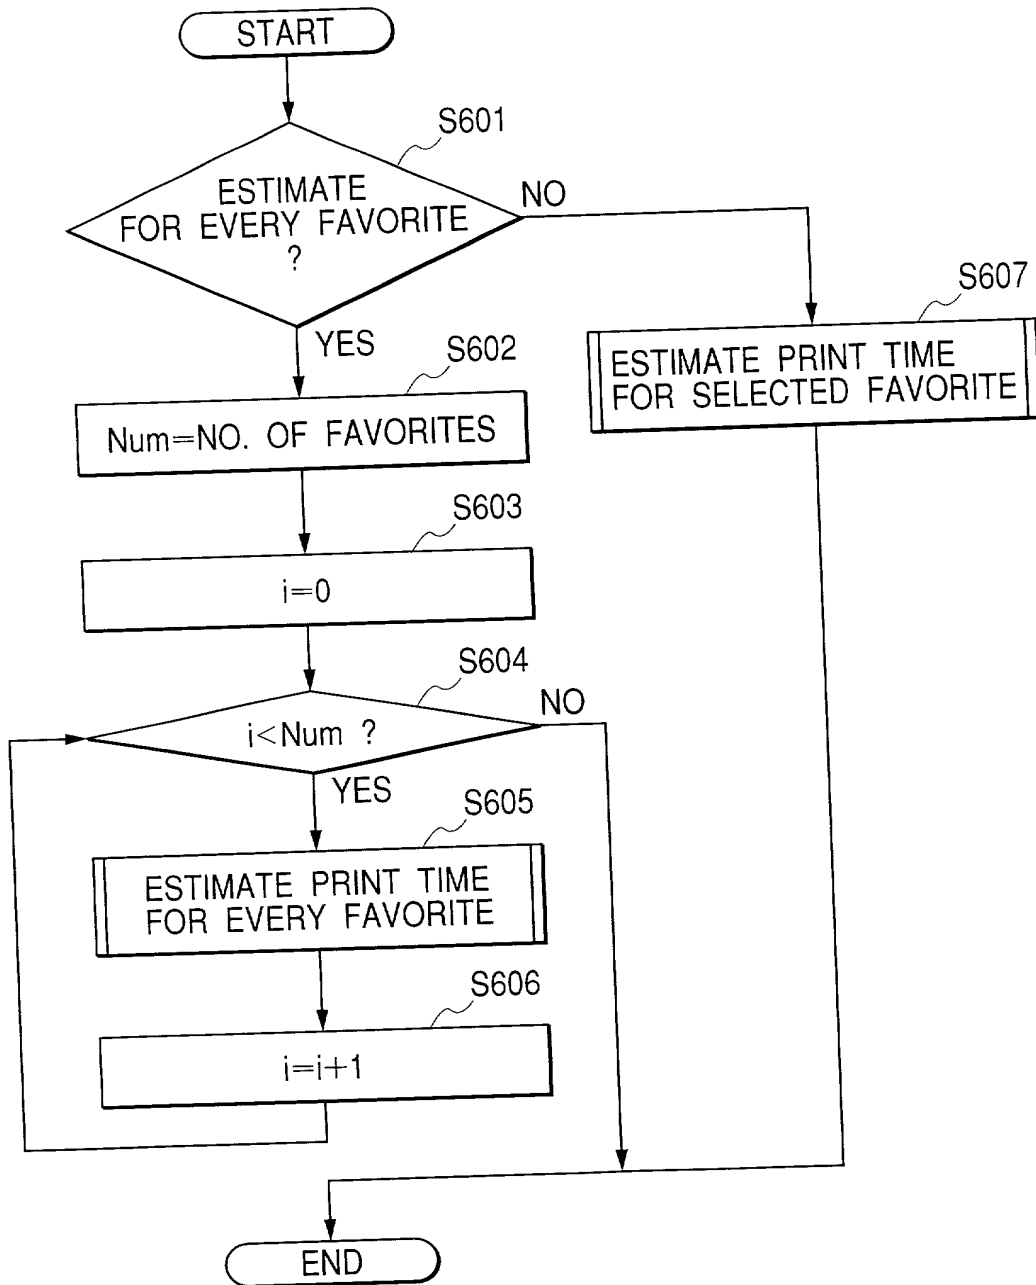 START
S601
ESTIMATE
FOR EVERY FAVORITE
?
NO
YES
S607
ESTIMATE PRINT TIME
FOR SELECTED FAVORITE
S602
Num=NO. OF FAVORITES
S603
i=0
S604
i<Num ?
NO
YES
S605
ESTIMATE PRINT TIME
FOR EVERY FAVORITE
S606
i=i+1
END